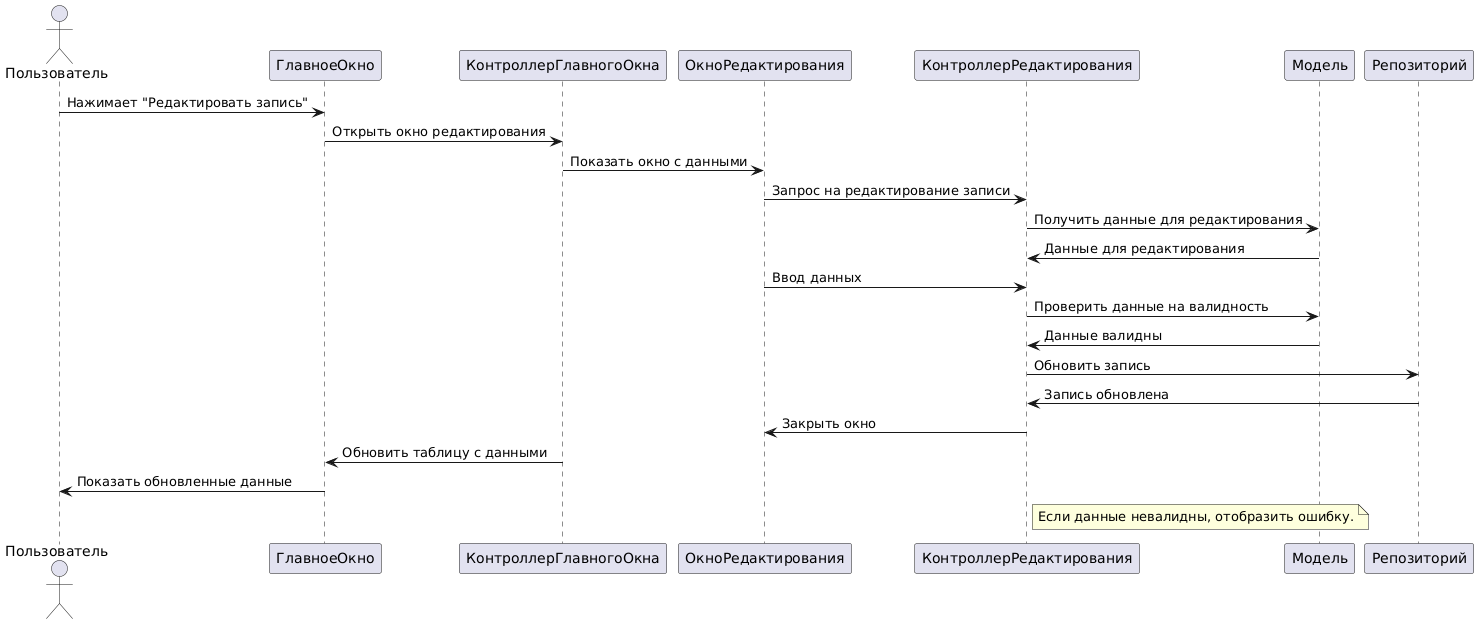 Пользователь
ГлавноеОкно
КонтроллерГлавногоОкна
ОкноРедактирования
КонтроллерРедактирования
Модель
Репозиторий
Нажимает "Редактировать запись"
Открыть окно редактирования
Показать окно с данными
Запрос на редактирование записи
Получить данные для редактирования
Данные для редактирования
Ввод данных
Проверить данные на валидность
Данные валидны
Обновить запись
Запись обновлена
Закрыть окно
Обновить таблицу с данными
Показать обновленные данные
Если данные невалидны, отобразить ошибку.
Пользователь
ГлавноеОкно
КонтроллерГлавногоОкна
ОкноРедактирования
КонтроллерРедактирования
Модель
Репозиторий